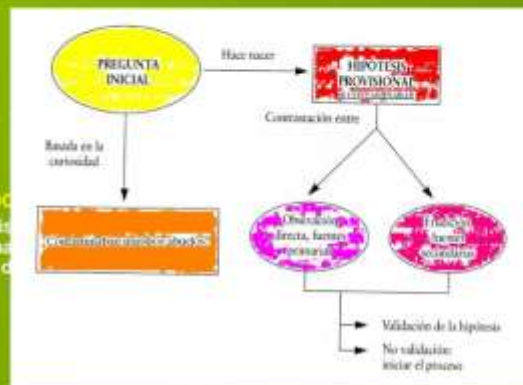 PREGUNTA
INICIAL
Hace nacer
HIPOTESIS
PROVISIONAL
Contrastación entre
Basada en la
curiosidad
Observación
directa, fuentes
primarias
fuentes
secundarias
Validación de la hipótesis
No validación:
iniciar el proceso